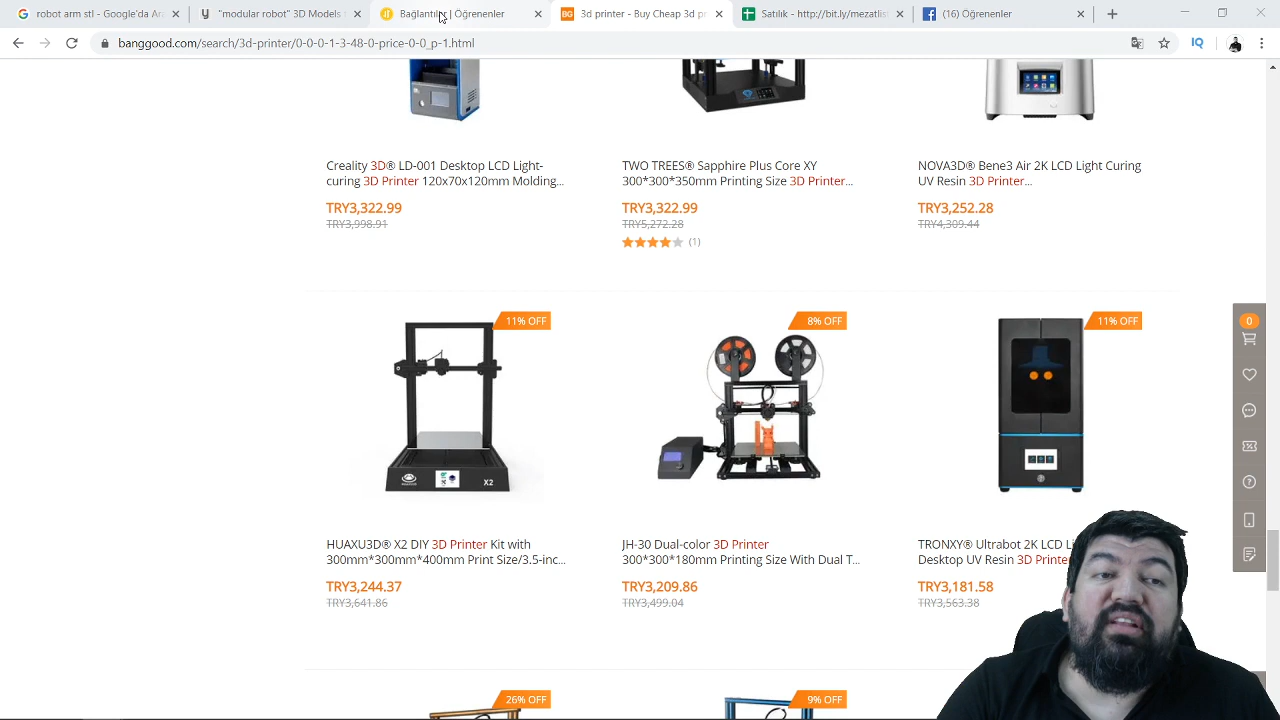 robot arm stl - Google'da Ara
"modular robot" 3D Models t
Bağlantılar | Öğrenenler
3d printer - Buy Cheap 3d pr
Satılık - http://bit.ly/mezatlist
(16) Öğrenenler
banggood.com/search/3d-printer/0-0-0-1-3-48-0-price-0-0_p-1.html
Creality 3D® LD-001 Desktop LCD Light-
curing 3D Printer 120x70x120mm Molding...
TRY3,322.99
TRY3,998.91
TWO TREES® Sapphire Plus Core XY
300*300*350mm Printing Size 3D Printer...
TRY3,322.99
TRY5,272.28
(1)
NOVA3D® Bene3 Air 2K LCD Light Curing
UV Resin 3D Printer...
TRY3,252.28
TRY4,309.44
11% OFF
8% OFF
11% OFF
0
X2
HUAXU3D® X2 DIY 3D Printer Kit with
300mm*300mm*400mm Print Size/3.5-inc...
TRY3,244.37
TRY3,641.86
JH-30 Dual-color 3D Printer
300*300*180mm Printing Size With Dual T...
TRY3,209.86
TRY3,499.04
TRONXY® Ultrabot 2K LCD Li
Desktop UV Resin 3D Printer
TRY3,181.58
TRY3,563.38
26% OFF
9% OFF